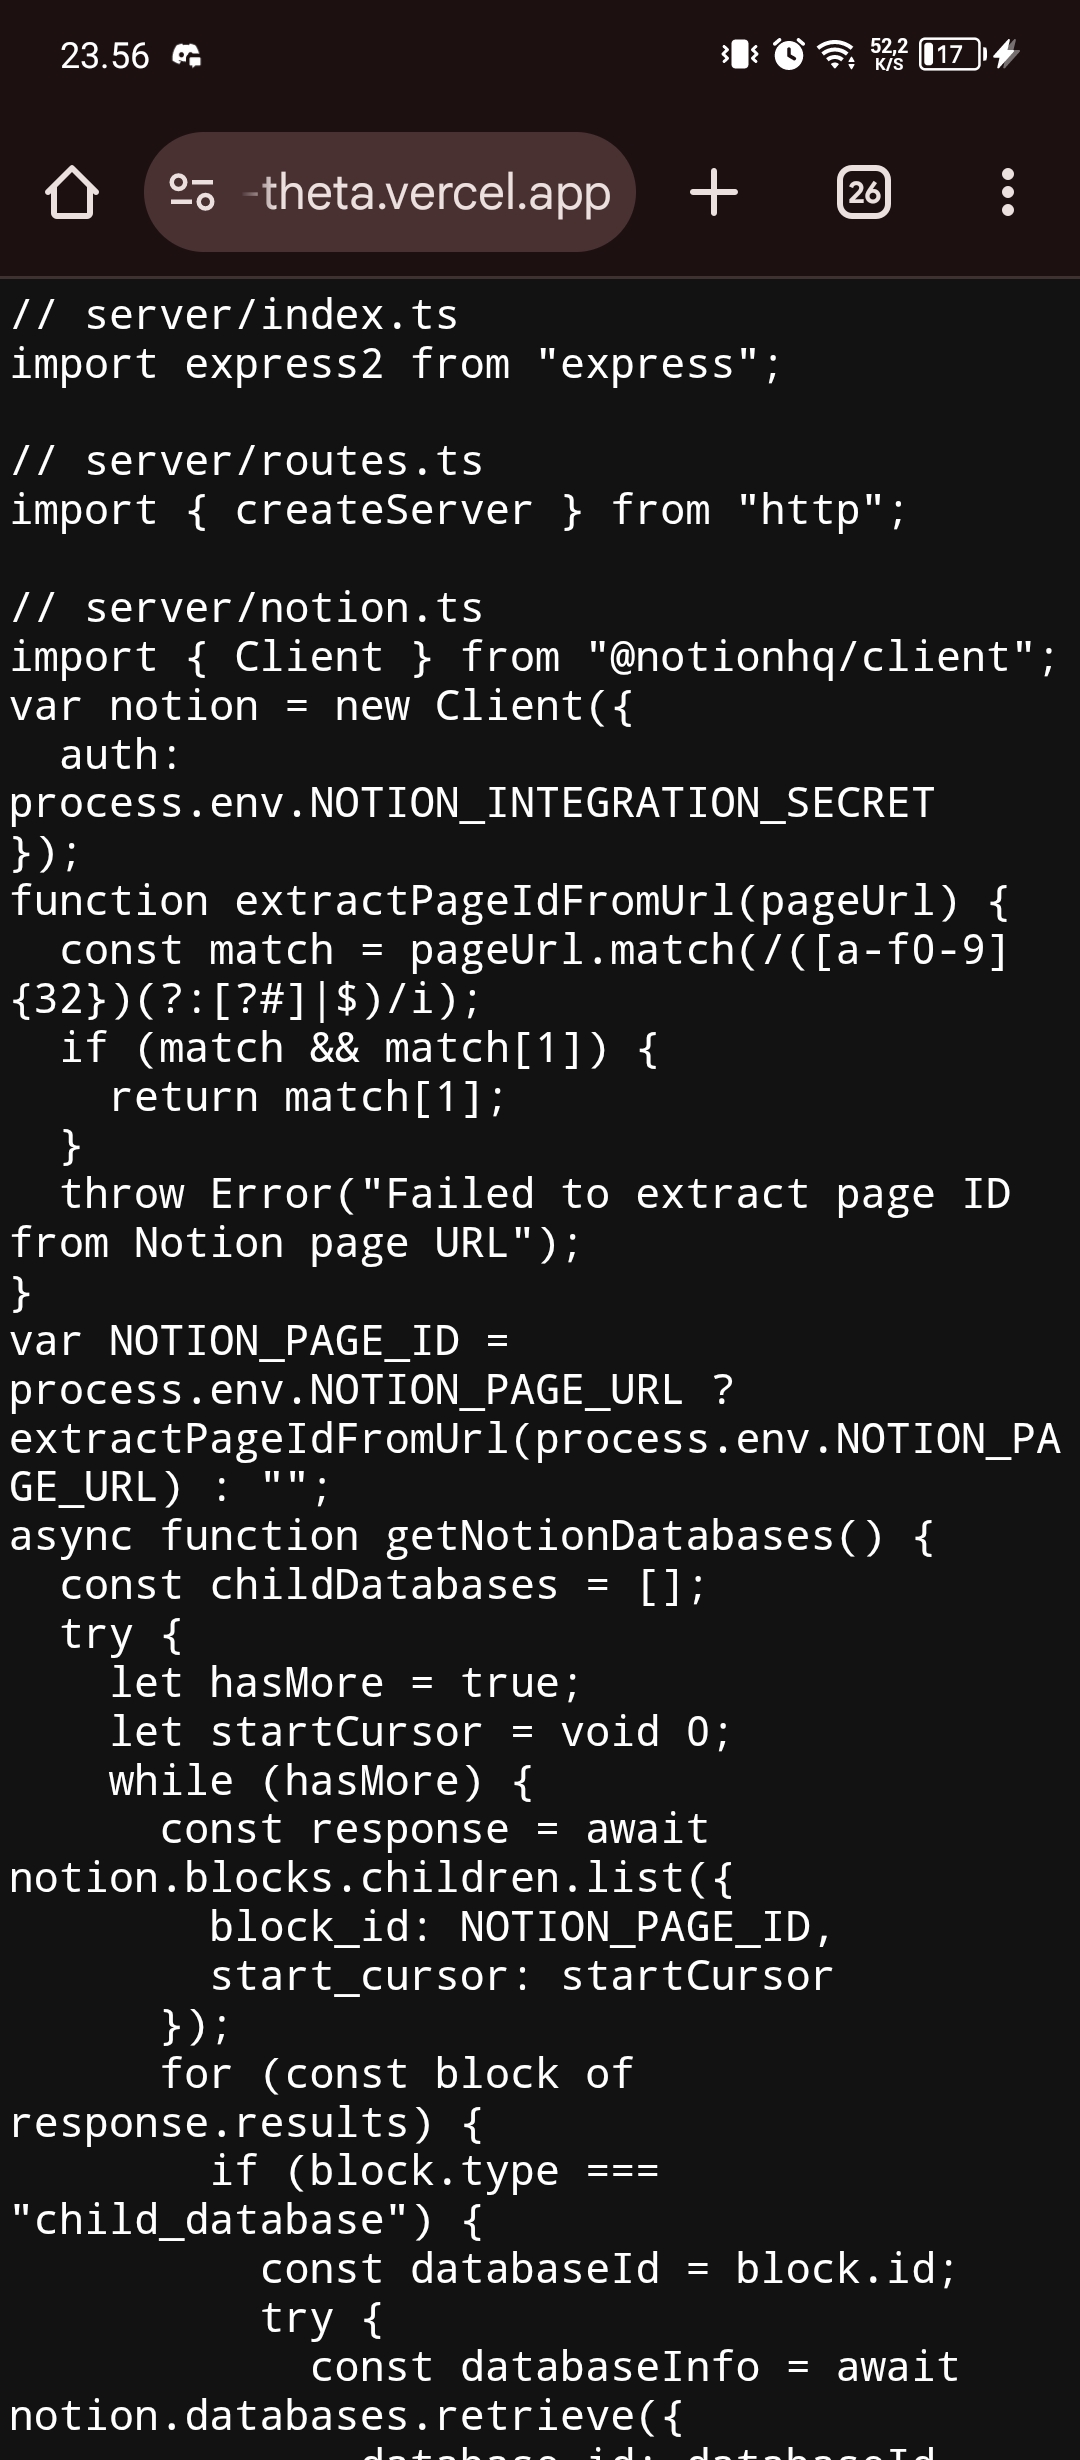 23.56
52,2
K/S
17
-theta.vercel.app
26
// server/index.ts
import express2 from "express";
// server/routes.ts
import { createServer } from "http";
// server/notion.ts
import { Client } from "@notionhq/client";
var notion = new Client({
  auth:
process.env.NOTION_INTEGRATION_SECRET
});
function extractPageIdFromUrl(pageUrl) {
  const match = pageUrl.match(/([a-f0-9]
{32})(?:[?#]|$)/i);
  if (match && match[1]) {
    return match[1];
  }
  throw Error("Failed to extract page ID
from Notion page URL");
}
var NOTION_PAGE_ID =
process.env.NOTION_PAGE_URL ?
extractPageIdFromUrl(process.env.NOTION_PA
GE_URL) : "";
async function getNotionDatabases() {
  const childDatabases = [];
  try {
    let hasMore = true;
    let startCursor = void 0;
    while (hasMore) {
      const response = await
notion.blocks.children.list({
        block_id: NOTION_PAGE_ID,
        start_cursor: startCursor
      });
      for (const block of
response.results) {
        if (block.type ===
"child_database") {
          const databaseId = block.id;
          try {
            const databaseInfo = await
notion.databases.retrieve({
              database_id: databaseId